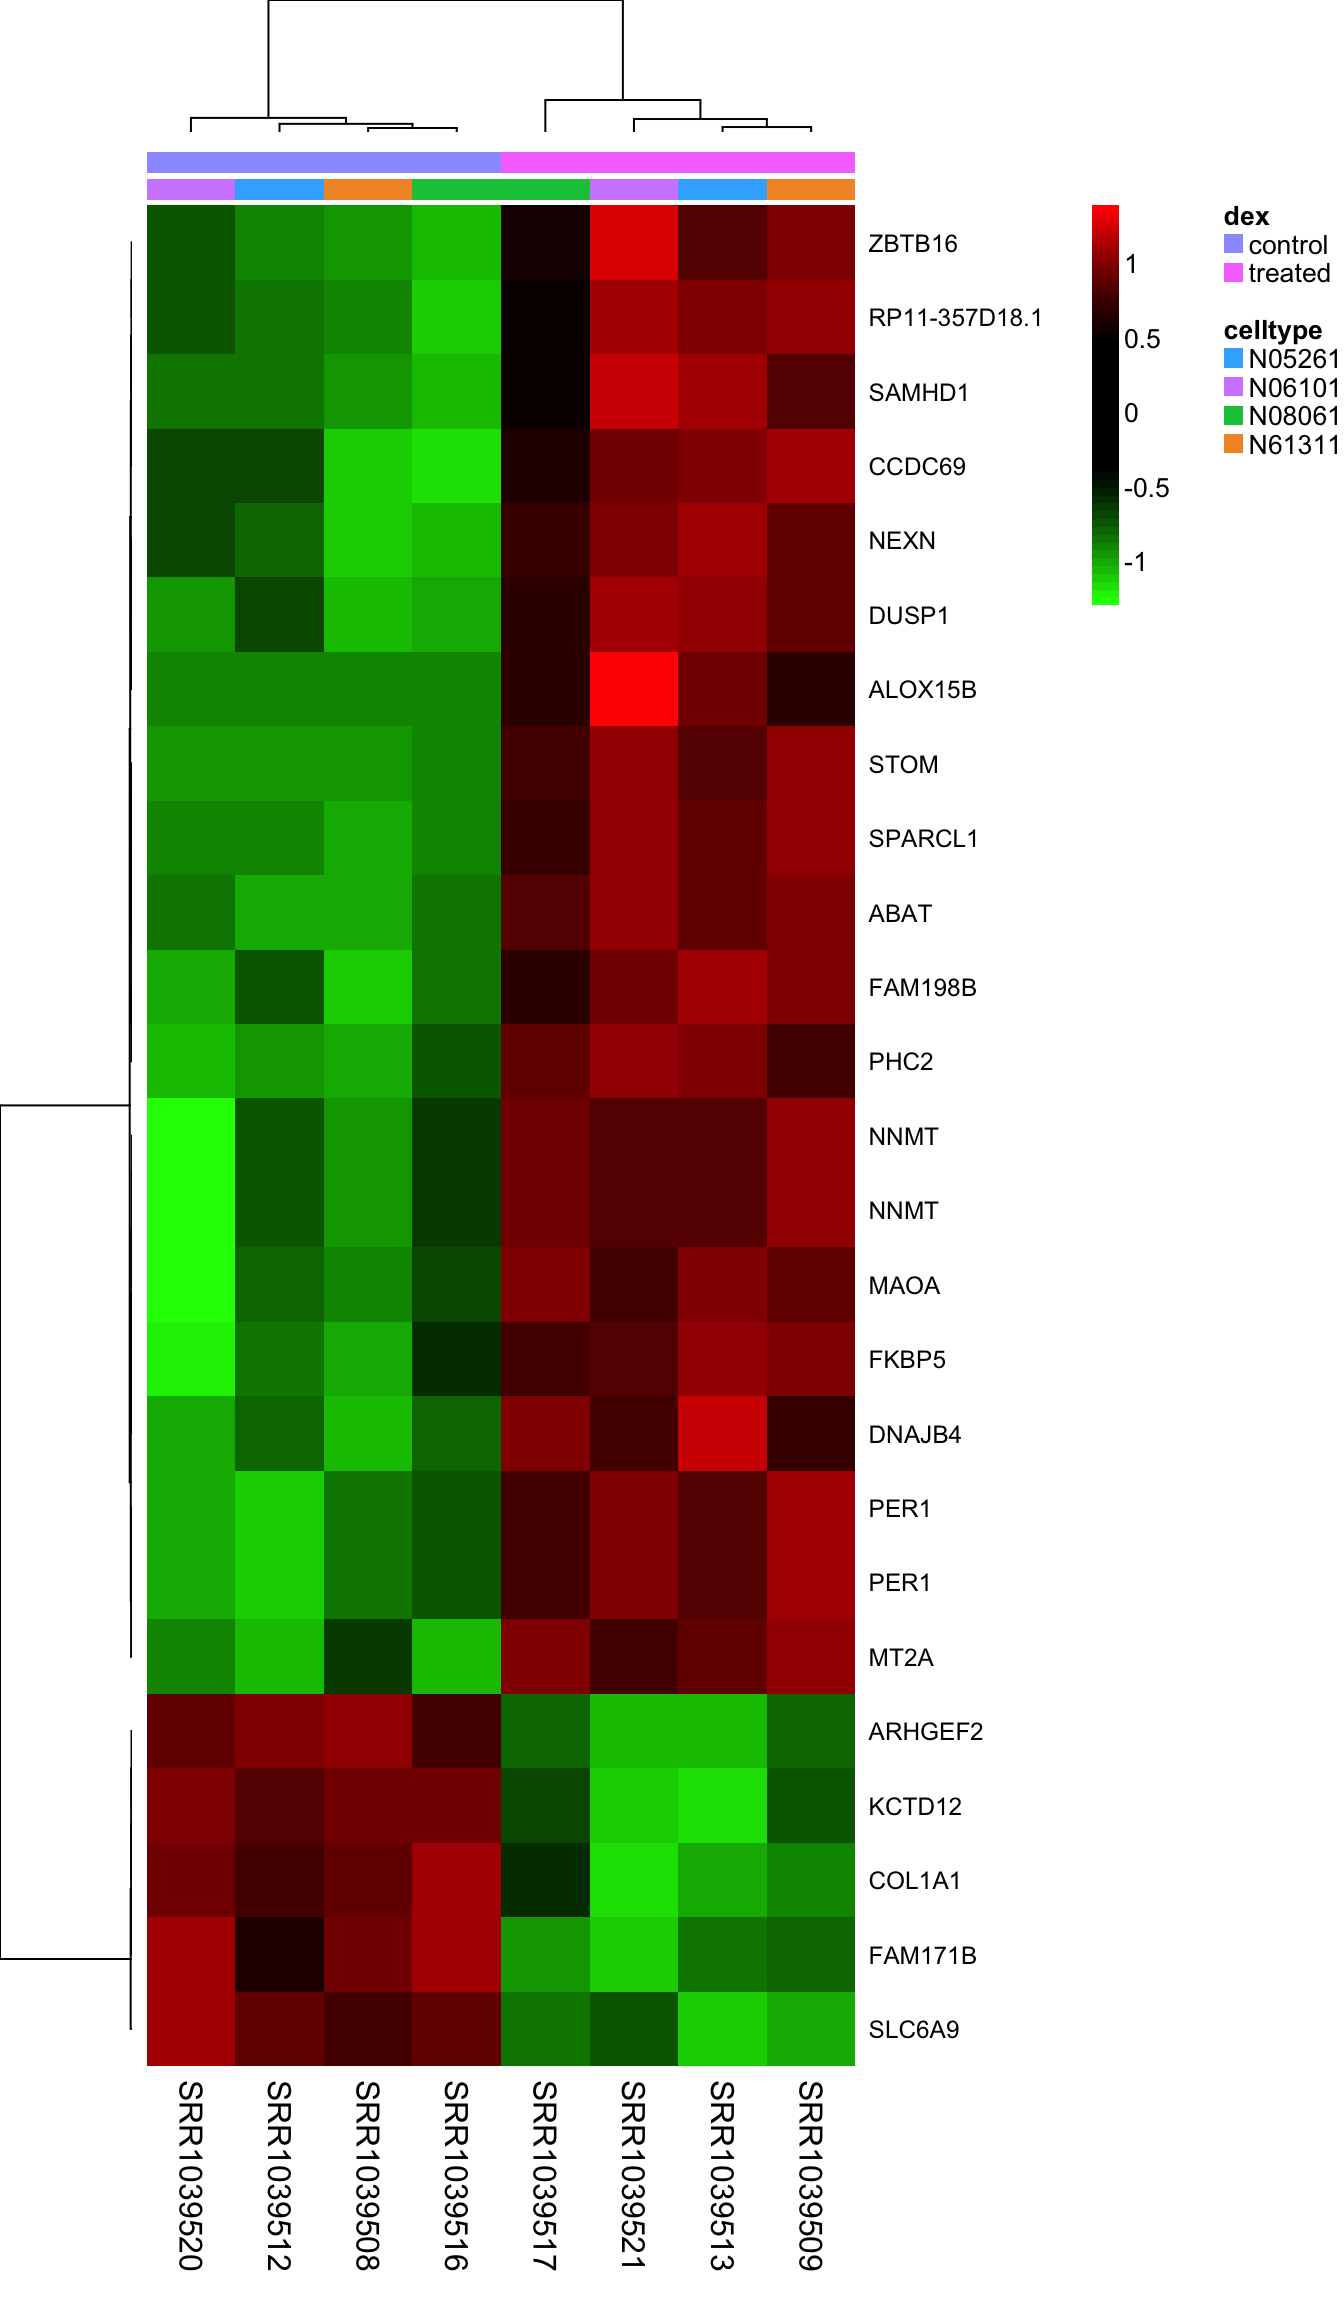 ZBTB16
RP11-357D18.1
SAMHD1
CCDC69
NEXN
DUSP1
ALOX15B
STOM
SPARCL1
ABAT
FAM198B
PHC2
NNMT
NNMT
MAOA
FKBP5
DNAJB4
PER1
PER1
MT2A
ARHGEF2
KCTD12
COL1A1
FAM171B
SLC6A9
1
0.5
0
-0.5
-1
dex
control
treated
celltype
N05261
N06101
N08061
N61311
SRR1039520
SRR1039512
SRR1039508
SRR1039516
SRR1039517
SRR1039521
SRR1039513
SRR1039509